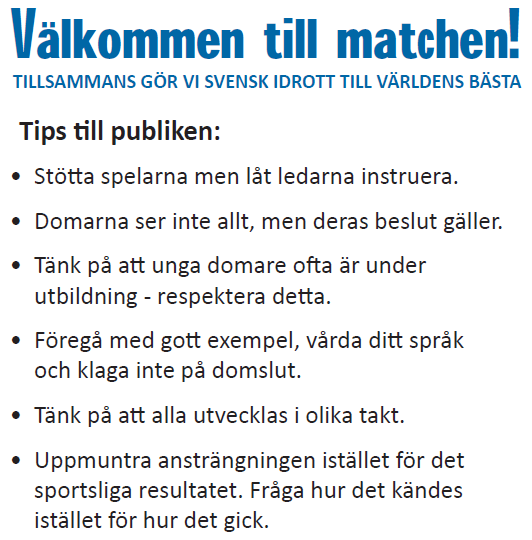 Välkommen till matchen!
TILLSAMMANS GÖR VI SVENSK IDROTT TILL VÄRLDENS BÄSTA
Tips till publiken:
• Stötta spelarna men låt ledarna instruera.
• Domarna ser inte allt, men deras beslut gäller.
• Tänk på att unga domare ofta är under
utbildning - respektera detta.
• Föregå med gott exempel, vårda ditt språk
och klaga inte på domslut.
• Tänk på att alla utvecklas i olika takt.
• Uppmuntra ansträngningen istället för det
sportsliga resultatet. Fråga hur det kändes
istället för hur det gick.